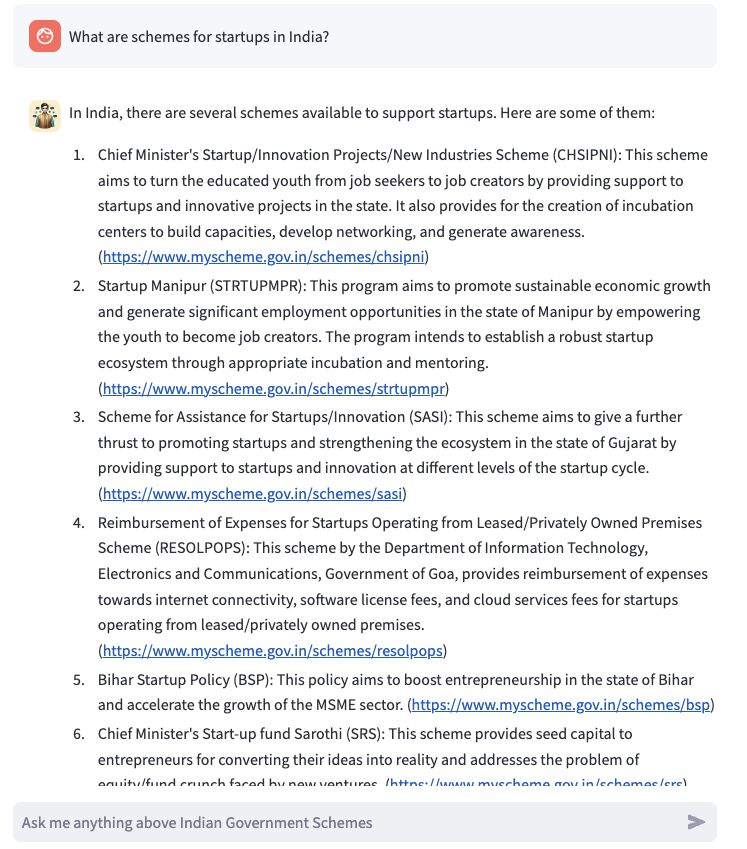 What are schemes for startups in India?
In India, there are several schemes available to support startups. Here are some of them:
1. Chief Minister's Startup/Innovation Projects/New Industries Scheme (CHSIPNI): This scheme
aims to turn the educated youth from job seekers to job creators by providing support to
startups and innovative projects in the state. It also provides for the creation of incubation
centers to build capacities, develop networking, and generate awareness.
(https://www.myscheme.gov.in/schemes/chsipni)
2. Startup Manipur (STRTUPMPR): This program aims to promote sustainable economic growth
and generate significant employment opportunities in the state of Manipur by empowering
the youth to become job creators. The program intends to establish a robust startup
ecosystem through appropriate incubation and mentoring.
(https://www.myscheme.gov.in/schemes/strtupmpr)
3. Scheme for Assistance for Startups/Innovation (SASI): This scheme aims to give a further
thrust to promoting startups and strengthening the ecosystem in the state of Gujarat by
providing support to startups and innovation at different levels of the startup cycle.
(https://www.myscheme.gov.in/schemes/sasi)
4. Reimbursement of Expenses for Startups Operating from Leased/Privately Owned Premises
Scheme (RESOLPOPS): This scheme by the Department of Information Technology,
Electronics and Communications, Government of Goa, provides reimbursement of expenses
towards internet connectivity, software license fees, and cloud services fees for startups
operating from leased/privately owned premises.
(https://www.myscheme.gov.in/schemes/resolpops)
5. Bihar Startup Policy (BSP): This policy aims to boost entrepreneurship in the state of Bihar
and accelerate the growth of the MSME sector. (https://www.myscheme.gov.in/schemes/bsp)
6. Chief Minister's Start-up fund Sarothi (SRS): This scheme provides seed capital to
entrepreneurs for converting their ideas into reality and addresses the problem of
equity/fund crunch faced by new ventures. (https://www.myscheme.gov.in/schemes/srs)
Ask me anything above Indian Government Schemes